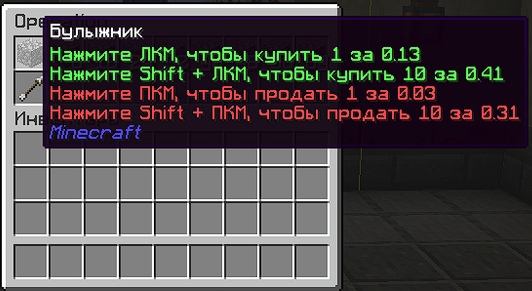 Булыжник
Нажмите ЛКМ, чтобы купить 1 за 0.13
Нажмите Shift + ЛКМ, чтобы купить 10 за 0.41
Нажмите ПКМ, чтобы продать 1 за 0.03
Нажмите Shift + ПКМ, чтобы продать 10 за 0.31
Minecraft